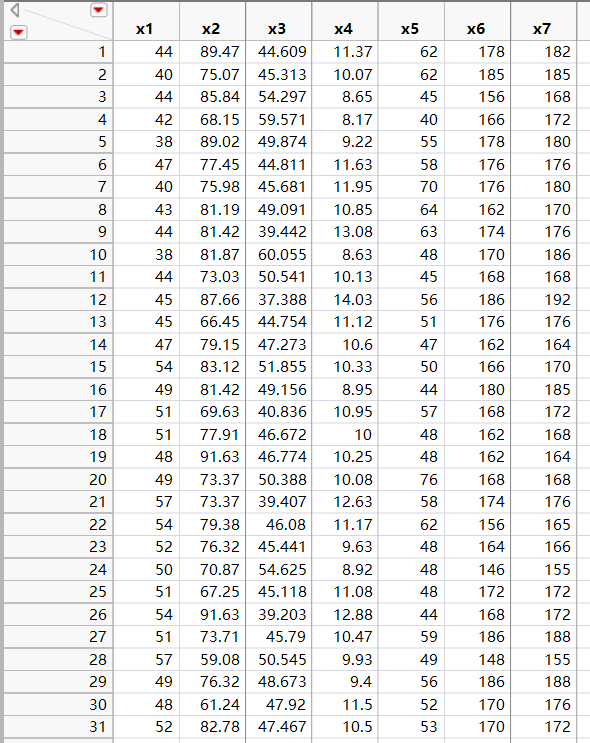 x1 x2 x3 x4 x5 x6 x7
1 44 89.47 44.609 11.37 62 178 182
2 40 75.07 45.313 10.07 62 185 185
3 44 85.84 54.297 8.65 45 156 168
4 42 68.15 59.571 8.17 40 166 172
5 38 89.02 49.874 9.22 55 178 180
6 47 77.45 44.811 11.63 58 176 176
7 40 75.98 45.681 11.95 70 176 180
8 43 81.19 49.091 10.85 64 162 170
9 44 81.42 39.442 13.08 63 174 176
10 38 81.87 60.055 8.63 48 170 186
11 44 73.03 50.541 10.13 45 168 168
12 45 87.66 37.388 14.03 56 186 192
13 45 66.45 44.754 11.12 51 176 176
14 47 79.15 47.273 10.6 47 162 164
15 54 83.12 51.855 10.33 50 166 170
16 49 81.42 49.156 8.95 44 180 185
17 51 69.63 40.836 10.95 57 168 172
18 51 77.91 46.672 10 48 162 168
19 48 91.63 46.774 10.25 48 162 164
20 49 73.37 50.388 10.08 76 168 168
21 57 73.37 39.407 12.63 58 174 176
22 54 79.38 46.08 11.17 62 156 165
23 52 76.32 45.441 9.63 48 164 166
24 50 70.87 54.625 8.92 48 146 155
25 51 67.25 45.118 11.08 48 172 172
26 54 91.63 39.203 12.88 44 168 172
27 51 73.71 45.79 10.47 59 186 188
28 57 59.08 50.545 9.93 49 148 155
29 49 76.32 48.673 9.4 56 186 188
30 48 61.24 47.92 11.5 52 170 176
31 52 82.78 47.467 10.5 53 170 172